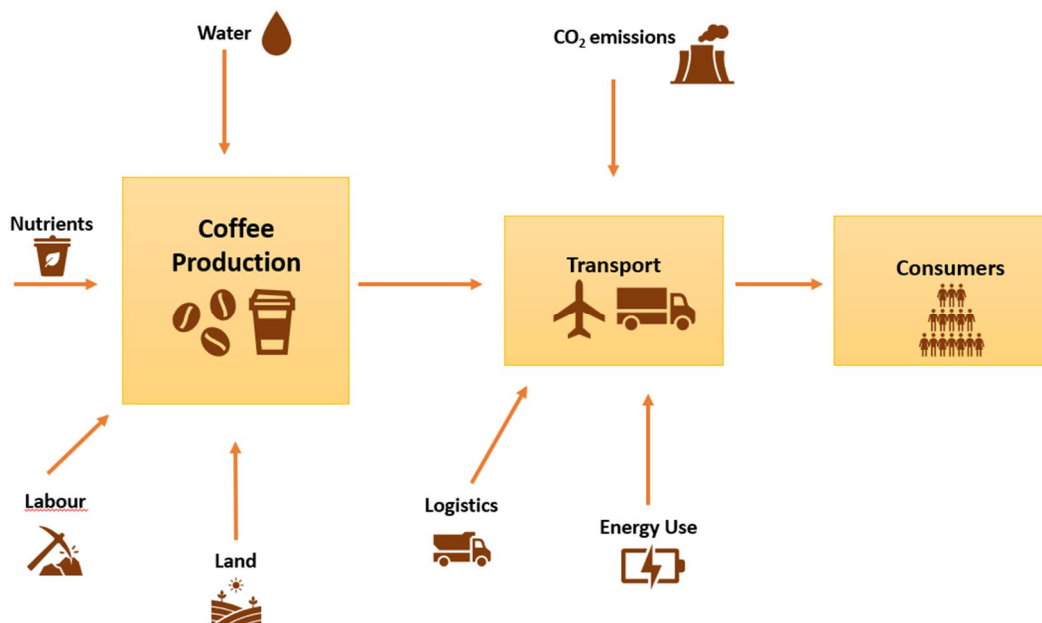 Water
CO₂ emissions
Nutrients
Coffee
Production
Transport
Consumers
Labour
Land
Logistics
Energy Use